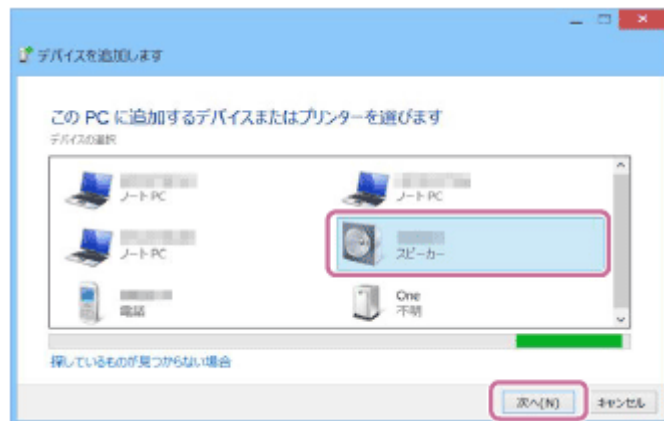 デバイスを追加します
この PC に追加するデバイスまたはプリンターを選びます
デバイスの選択
ノート PC
ノート PC
ノート PC
スピーカー
電話
One
不明
探しているものが見つからない場合
次へ(N)
キャンセル